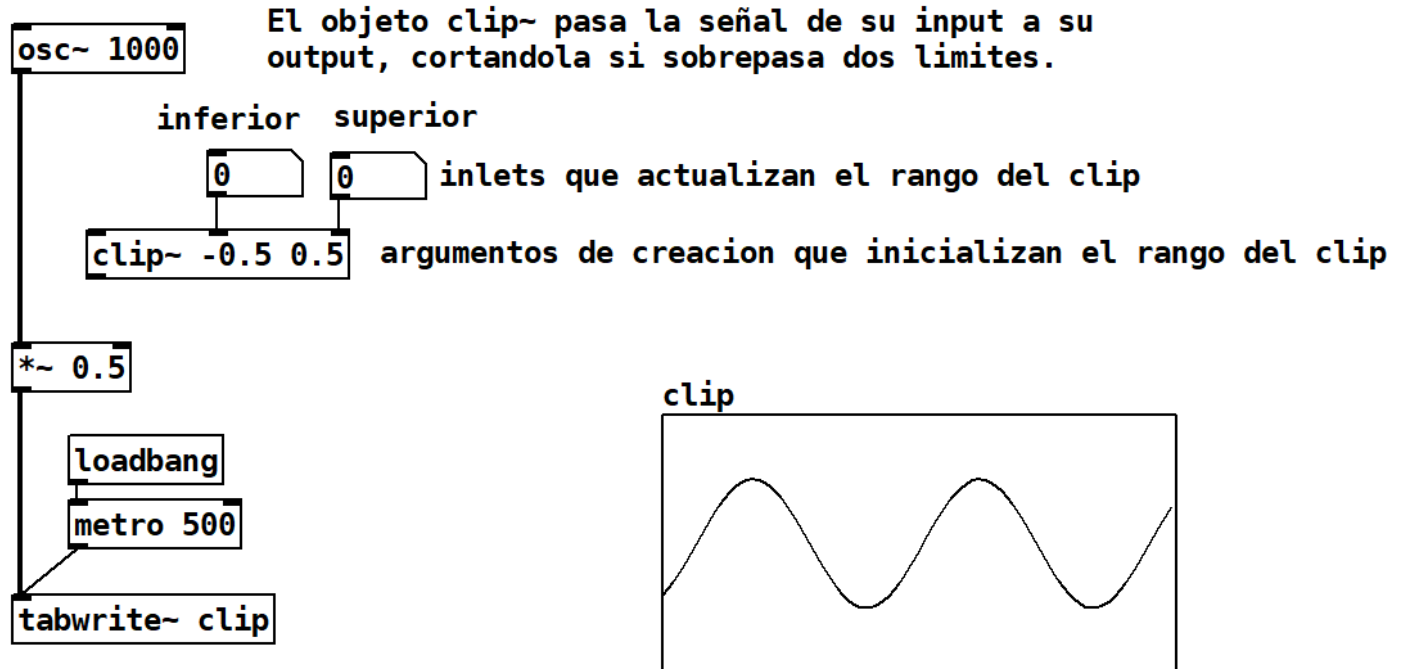 El objeto clip~ pasa la señal de su input a su
output, cortandola si sobrepasa dos limites.
osc~ 1000
inferior superior
0 0 inlets que actualizan el rango del clip
clip~ -0.5 0.5 argumentos de creacion que inicializan el rango del clip
*~ 0.5
clip
loadbang
metro 500
tabwrite~ clip